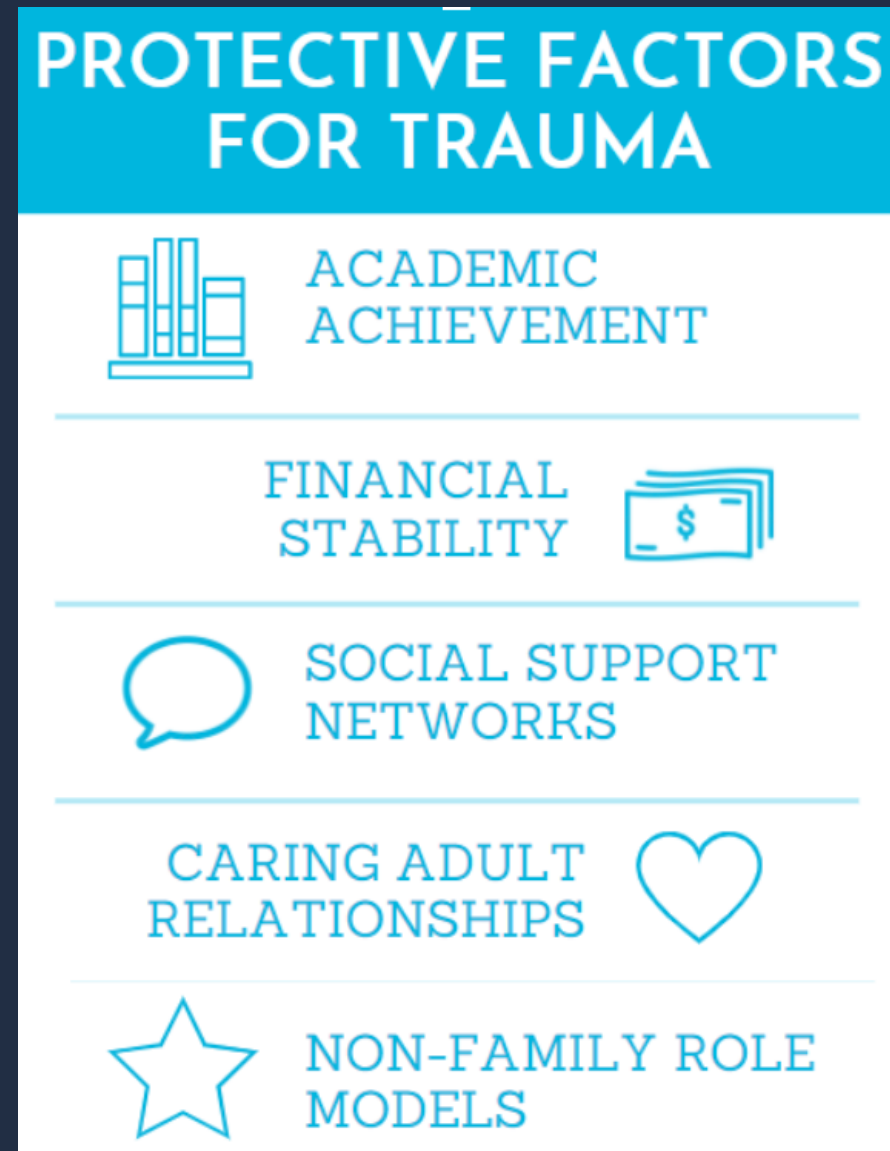 PROTECTIVE FACTORS
FOR TRAUMA
ACADEMIC
ACHIEVEMENT
FINANCIAL
STABILITY
$
SOCIAL SUPPORT
NETWORKS
CARING ADULT
RELATIONSHIPS
NON-FAMILY ROLE
MODELS